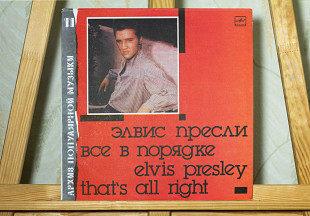 11
АРХИВ ПОПУЛЯРНОЙ МУЗЫКИ
элвис пресли
все в порядке
elvis presley
that's all right